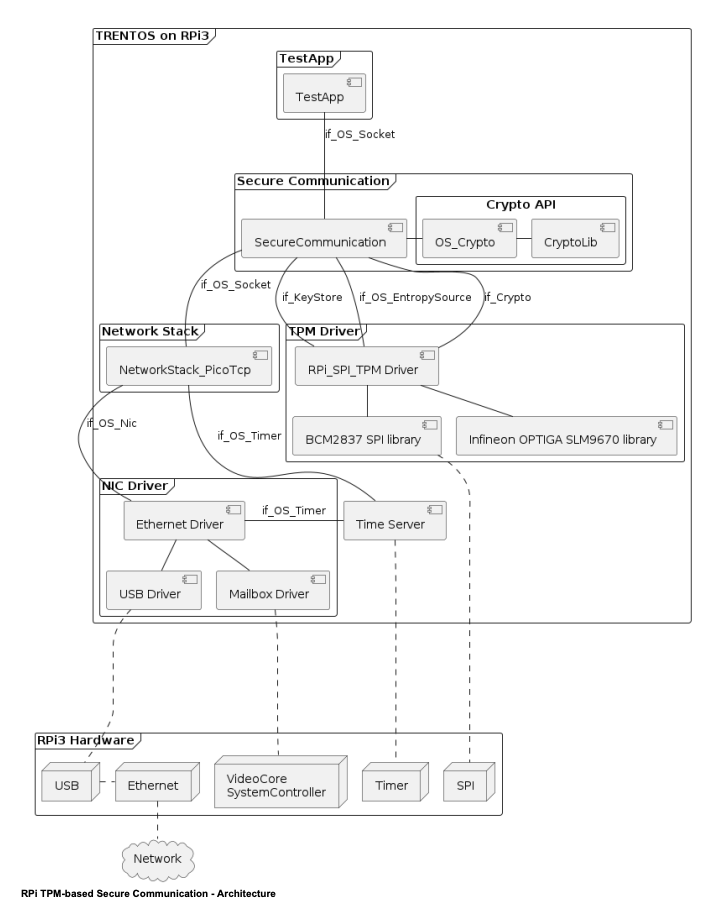 TRENTOS on RPi3
TestApp
TestApp
if_OS_Socket
Secure Communication
Crypto API
SecureCommunication
OS_Crypto
CryptoLib
if_OS_Socket
if_KeyStore
if_OS_EntropySource
if_Crypto
Network Stack
TPM Driver
NetworkStack_PicoTcp
RPi_SPI_TPM Driver
if_OS_Nic
if_OS_Timer
BCM2837 SPI library
Infineon OPTIGA SLM9670 library
NIC Driver
if_OS_Timer
Ethernet Driver
Time Server
USB Driver
Mailbox Driver
RPi3 Hardware
USB
Ethernet
VideoCore
SystemController
Timer
SPI
Network
RPi TPM-based Secure Communication - Architecture